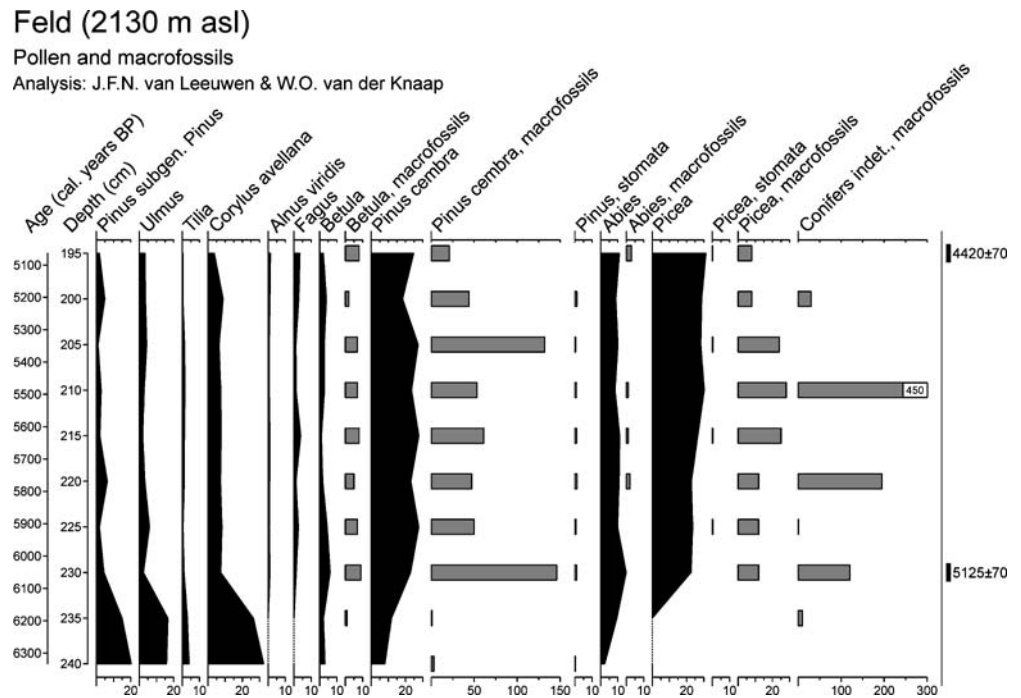 Feld (2130 m asl)
Pollen and macrofossils
Analysis: J.F.N. van Leeuwen & W.O. van der Knaap
Age (cal. years BP)
Depth (cm)
Pinus subgen. Pinus
Ulmus
Tilia
Corylus avellana
Alnus viridis
Fagus
Betula
Betula, macrofossils
Pinus cembra
Pinus cembra, macrofossils
Pinus, stomata
Abies
Abies, macrofossils
Picea
Picea, stomata
Picea, macrofossils
Conifers indet., macrofossils
195
4420±70
5100
5200
200
5300
205
5400
5500
210
450
5600
215
5700
220
5800
5900
225
6000
230
5125±70
6100
6200
235
6300
240
20 20 10 20 10 10 10 10 20 50 100 150 10 10 10 20 10 20 100 200 300